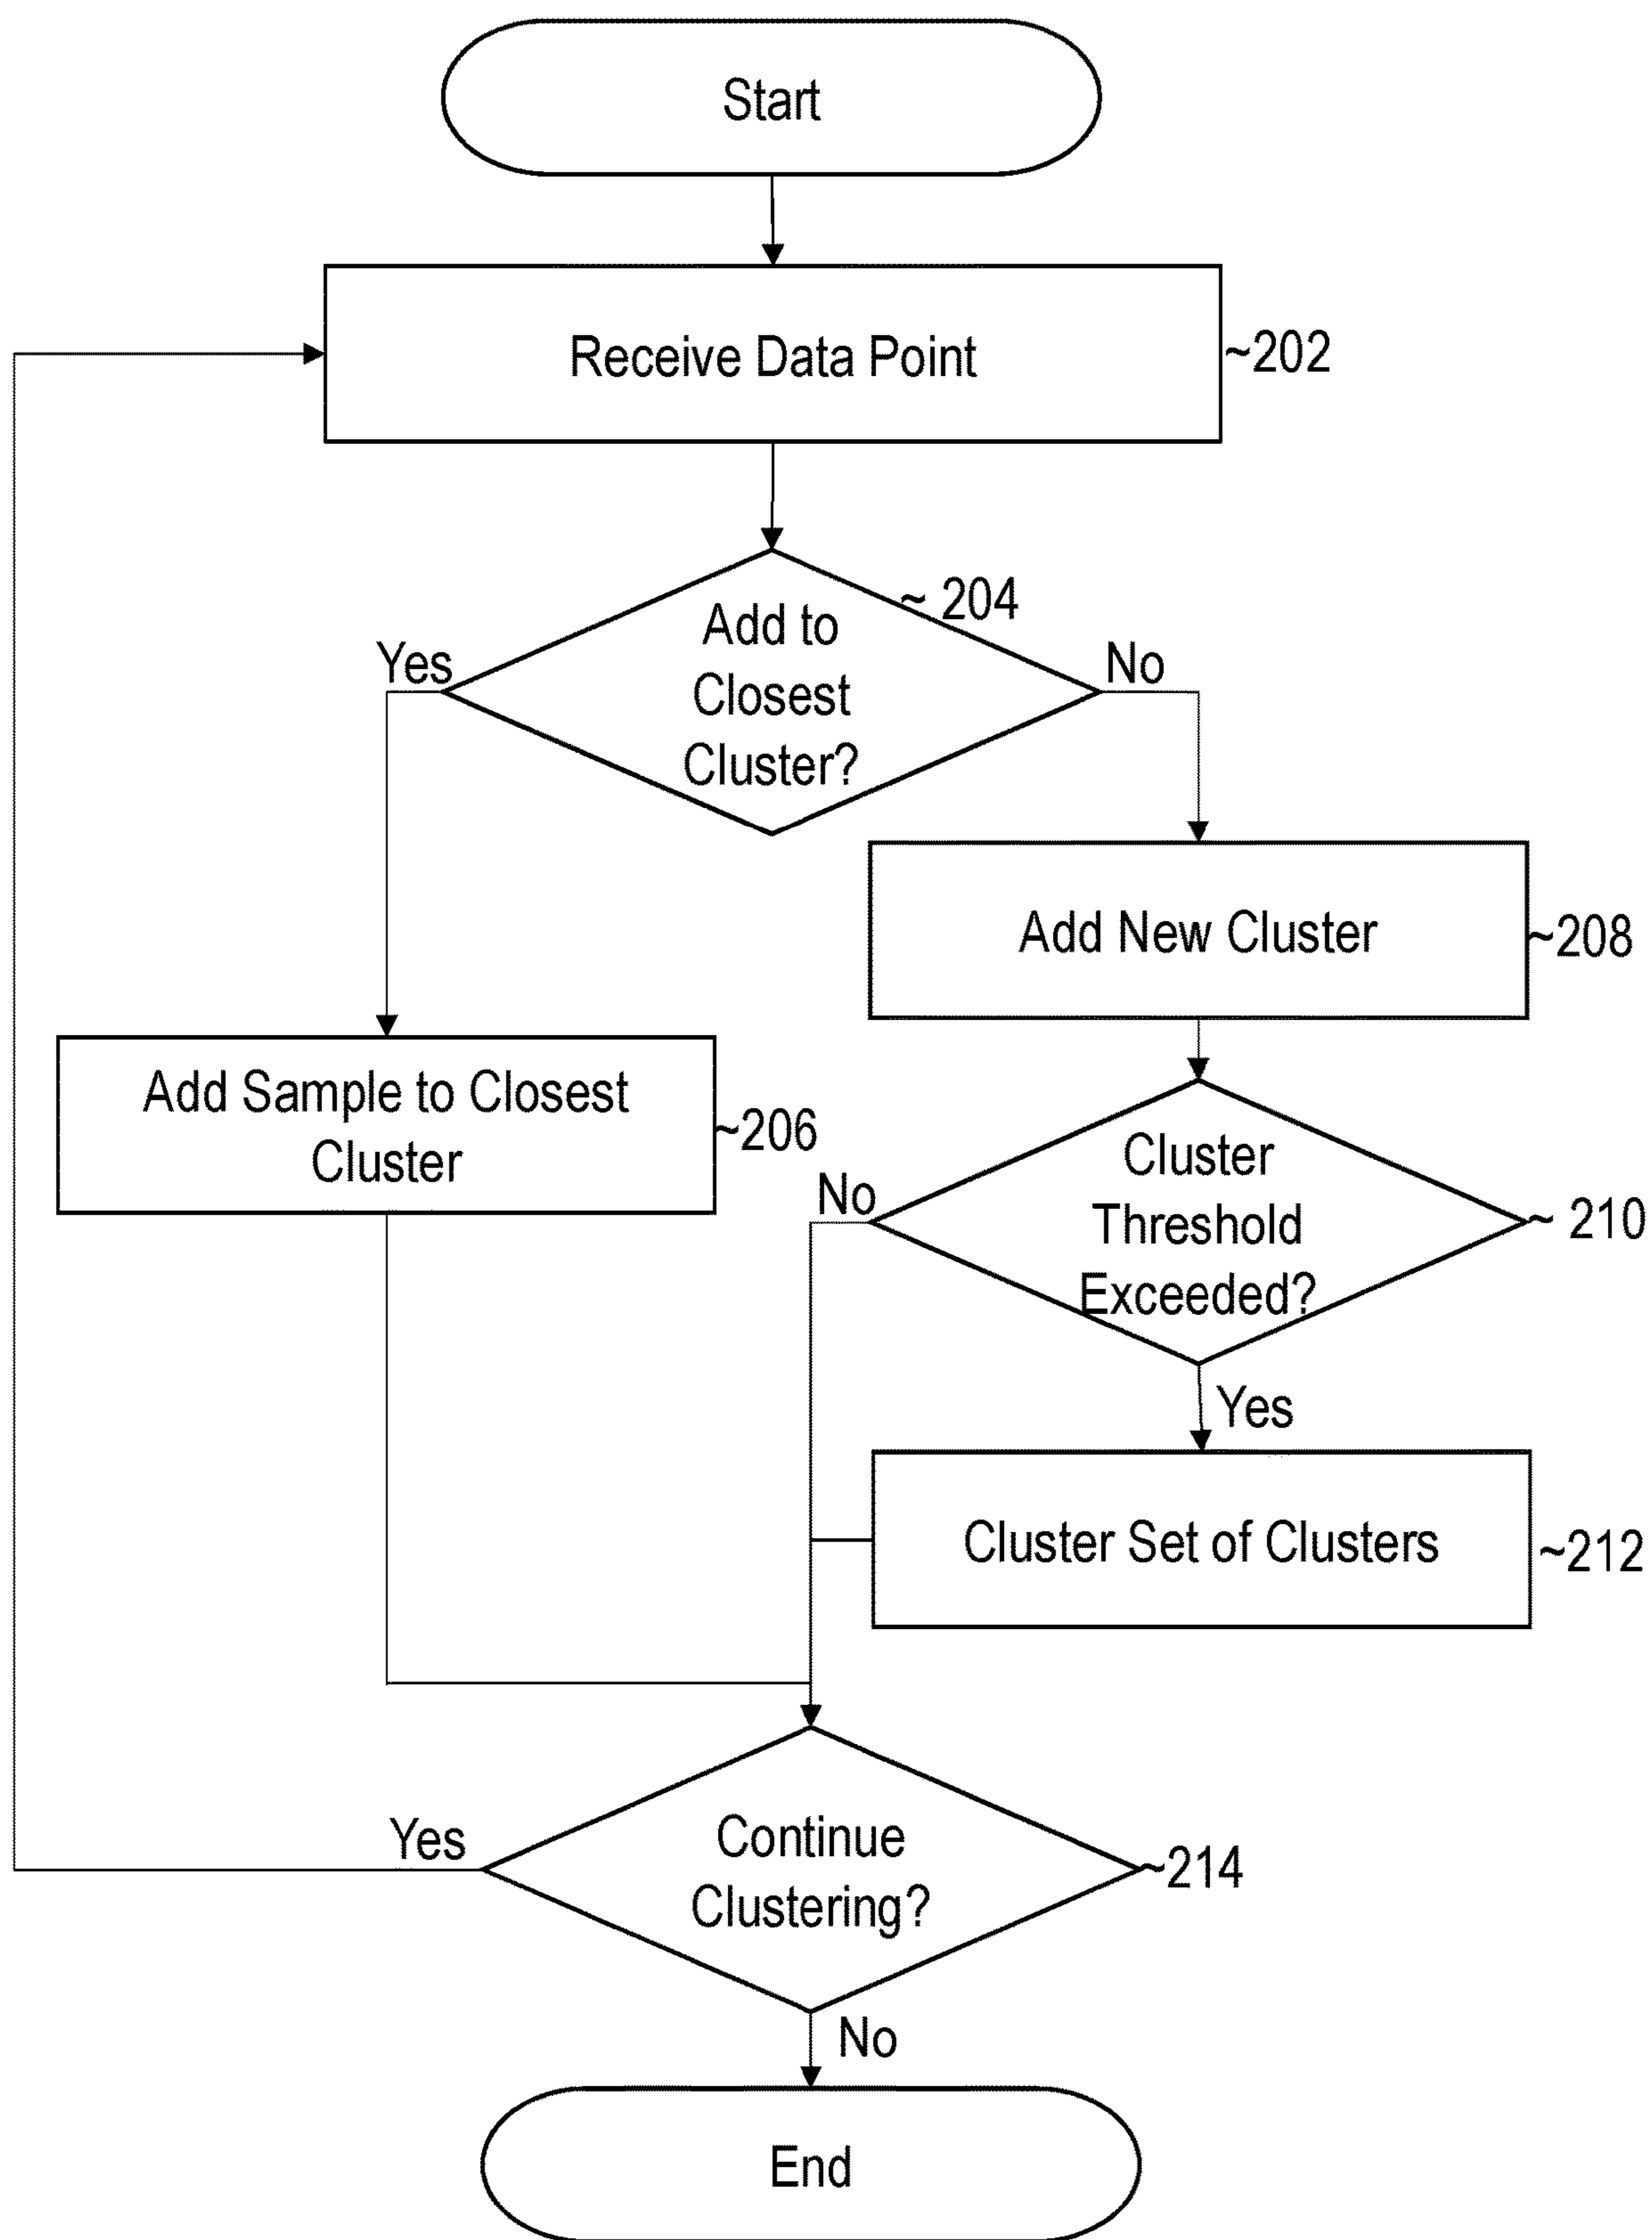 Start
Receive Data Point
~202
~ 204
Add to
Closest
Cluster?
Yes
No
Add New Cluster
~208
Add Sample to Closest
Cluster
~206
Cluster
Threshold
Exceeded?
No
~ 210
Yes
Cluster Set of Clusters
~212
Continue
Clustering?
Yes
~214
No
End